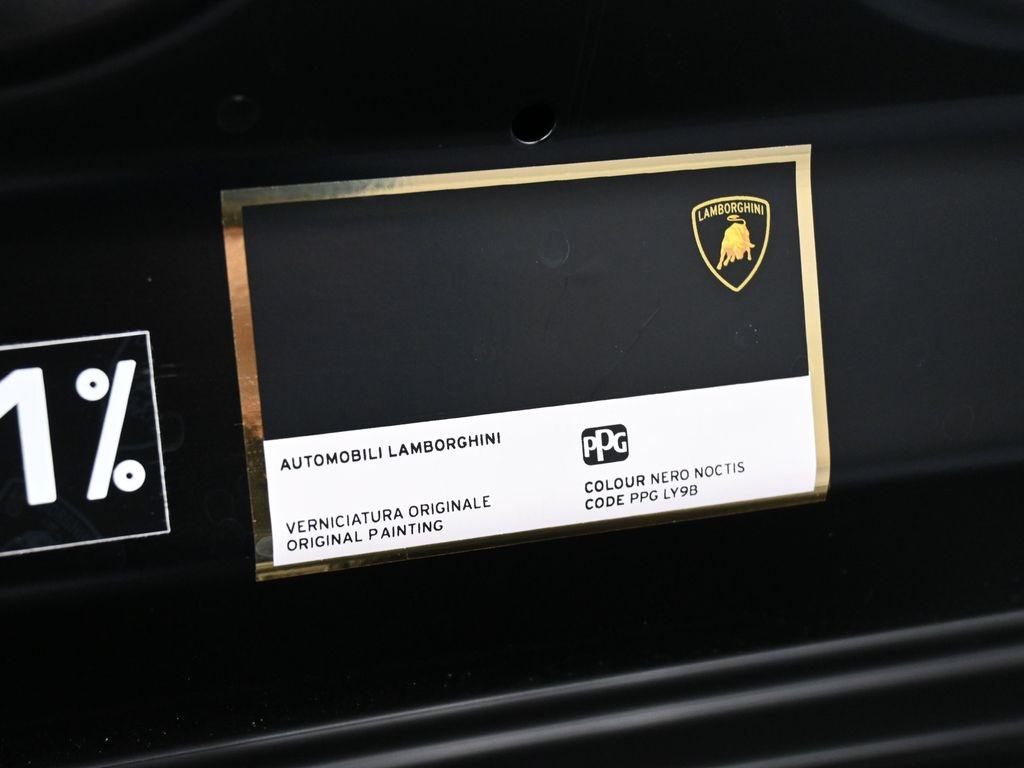 LAMBORGHINI
1%
AUTOMOBILI LAMBORGHINI
PPG
VERNICIATURA ORIGINALE
ORIGINAL PAINTING
COLOUR NERO NOCTIS
CODE PPG LY9B